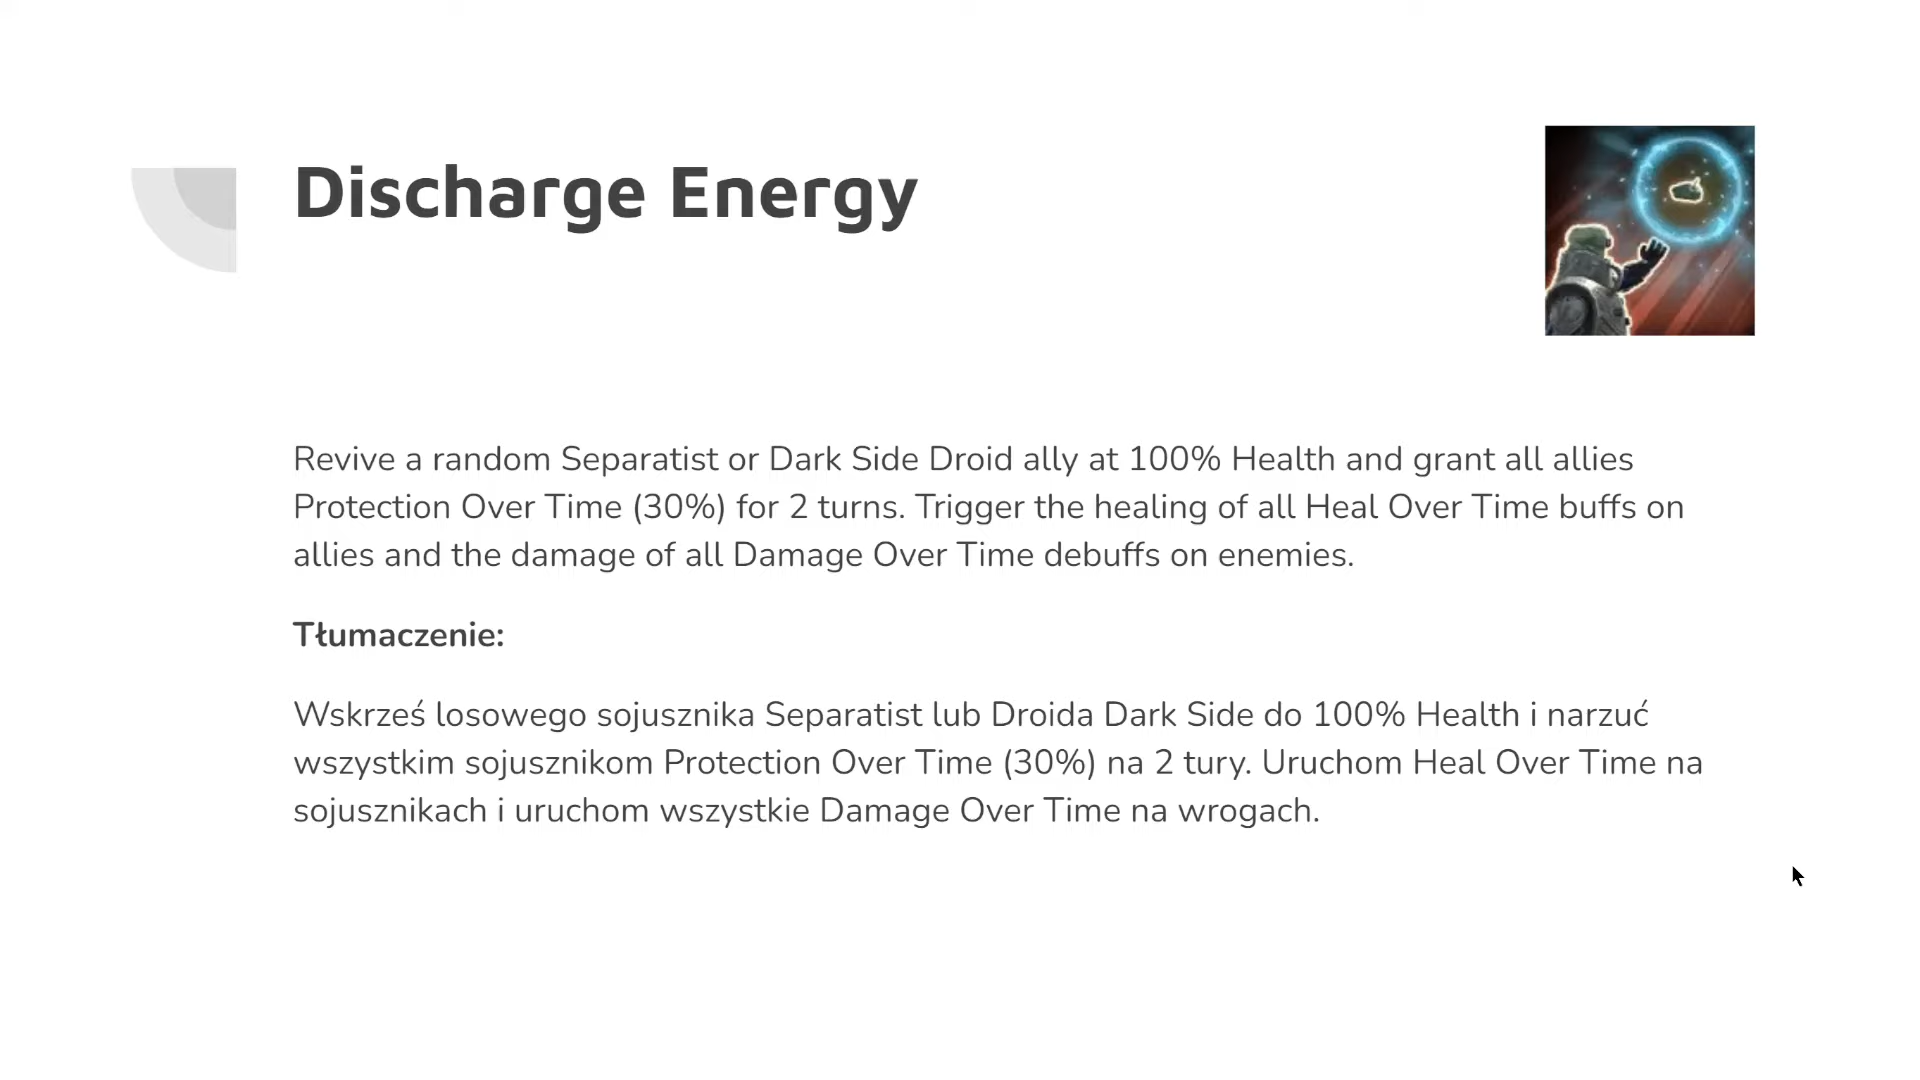 Discharge Energy
Revive a random Separatist or Dark Side Droid ally at 100% Health and grant all allies
Protection Over Time (30%) for 2 turns. Trigger the healing of all Heal Over Time buffs on
allies and the damage of all Damage Over Time debuffs on enemies.
Tłumaczenie:
Wskrześ losowego sojusznika Separatist lub Droida Dark Side do 100% Health i narzuć
wszystkim sojusznikom Protection Over Time (30%) na 2 tury. Uruchom Heal Over Time na
sojusznikach i uruchom wszystkie Damage Over Time na wrogach.